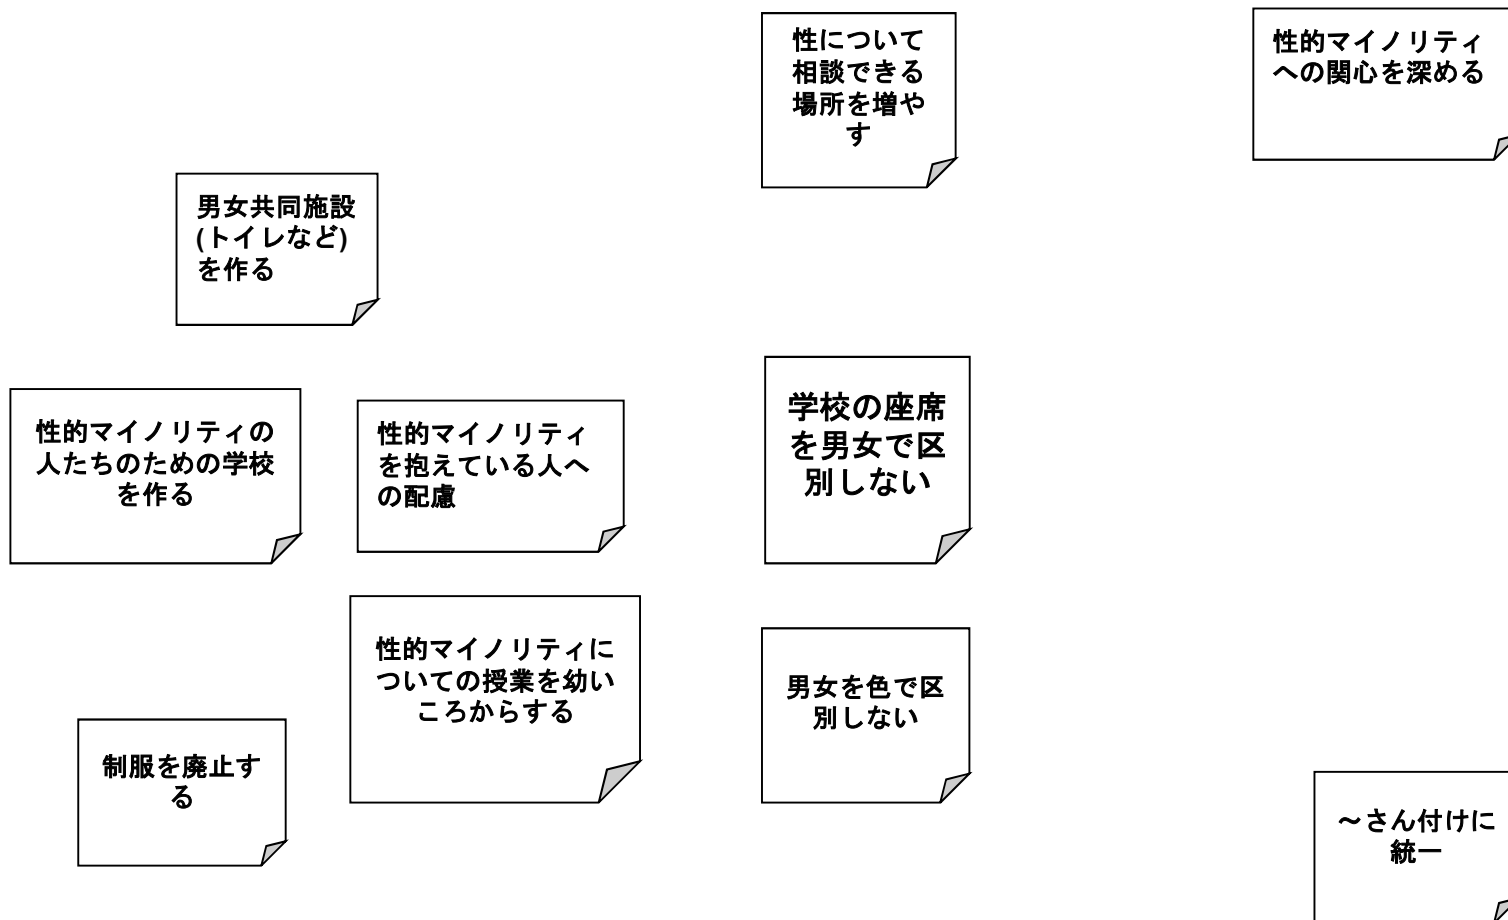 性について
相談できる
場所を増や
す
性的マイノリティ
への関心を深める
男女共同施設
(トイレなど)
を作る
性的マイノリティの
人たちのための学校
を作る
性的マイノリティ
を抱えている人へ
の配慮
学校の座席
を男女で区
別しない
性的マイノリティに
ついての授業を幼い
ころからする
男女を色で区
別しない
制服を廃止す
る
～さん付けに
統一